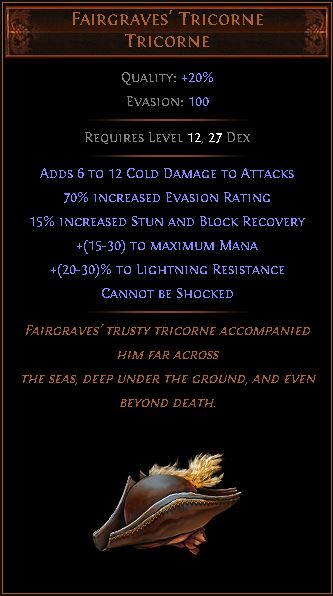 Fairgraves' Tricorne
Tricorne
Quality: +20%
Evasion: 100
Requires Level 12, 27 Dex
Adds 6 to 12 Cold Damage to Attacks
70% increased Evasion Rating
15% increased Stun and Block Recovery
+(15-30) to maximum Mana
+(20-30)% to Lightning Resistance
Cannot be Shocked
Fairgraves' trusty tricorne accompanied
him far across
the seas, deep under the ground, and even
beyond death.